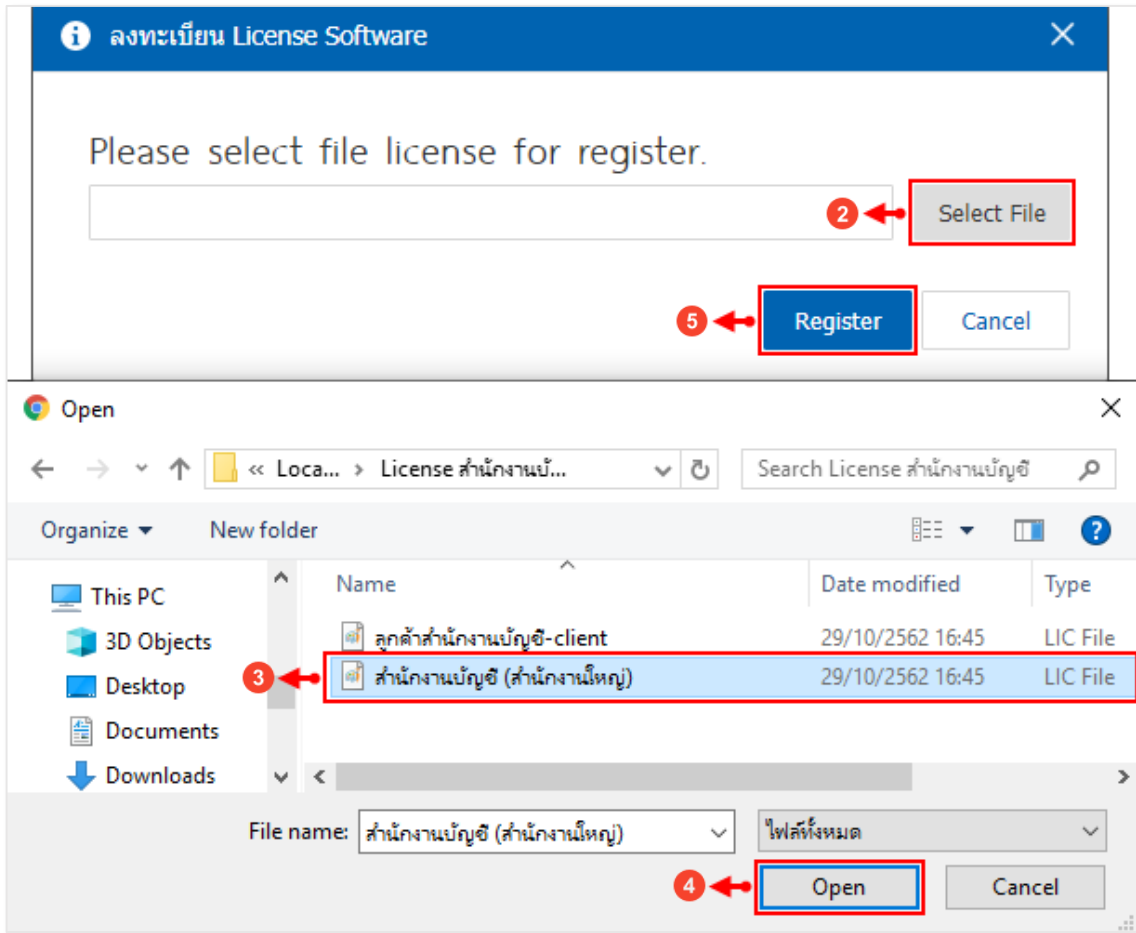 ลงทะเบียน License Software
Please select file license for register.
2 Select File
5 Register Cancel
Open
« Loca... › License สำนักงานบั... Search License สำนักงานบัญชี
Organize New folder
Name Date modified Type
This PC
3D Objects ลูกค้าสำนักงานบัญชี-client 29/10/2562 16:45 LIC File
3 สำนักงานบัญชี (สำนักงานใหญ่) 29/10/2562 16:45 LIC File
Desktop
Documents
Downloads
File name: สำนักงานบัญชี (สำนักงานใหญ่) ไฟล์ทั้งหมด
4 Open Cancel